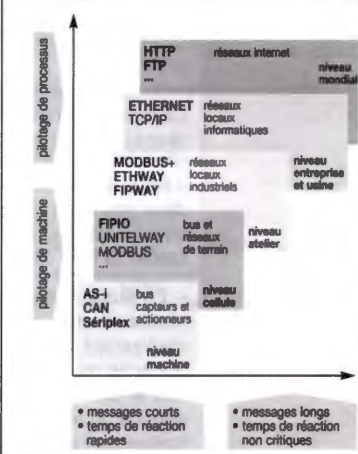 pilotage de processus
pilotage de machine
HTTP réseaux internet
FTP niveau
... mondial
ETHERNET réseaux
TCP/IP locaux
informatiques
MODBUS+ réseaux niveau
ETHWAY locaux entreprise
FIPWAY industriels et usine
FIPIO bus et niveau
UNITELWAY réseaux atelier
MODBUS de terrain
...
AS-i bus niveau
CAN capteurs et cellule
Sériplex actionneurs
niveau
machine
• messages courts
• temps de réaction
rapides
• messages longs
• temps de réaction
non critiques